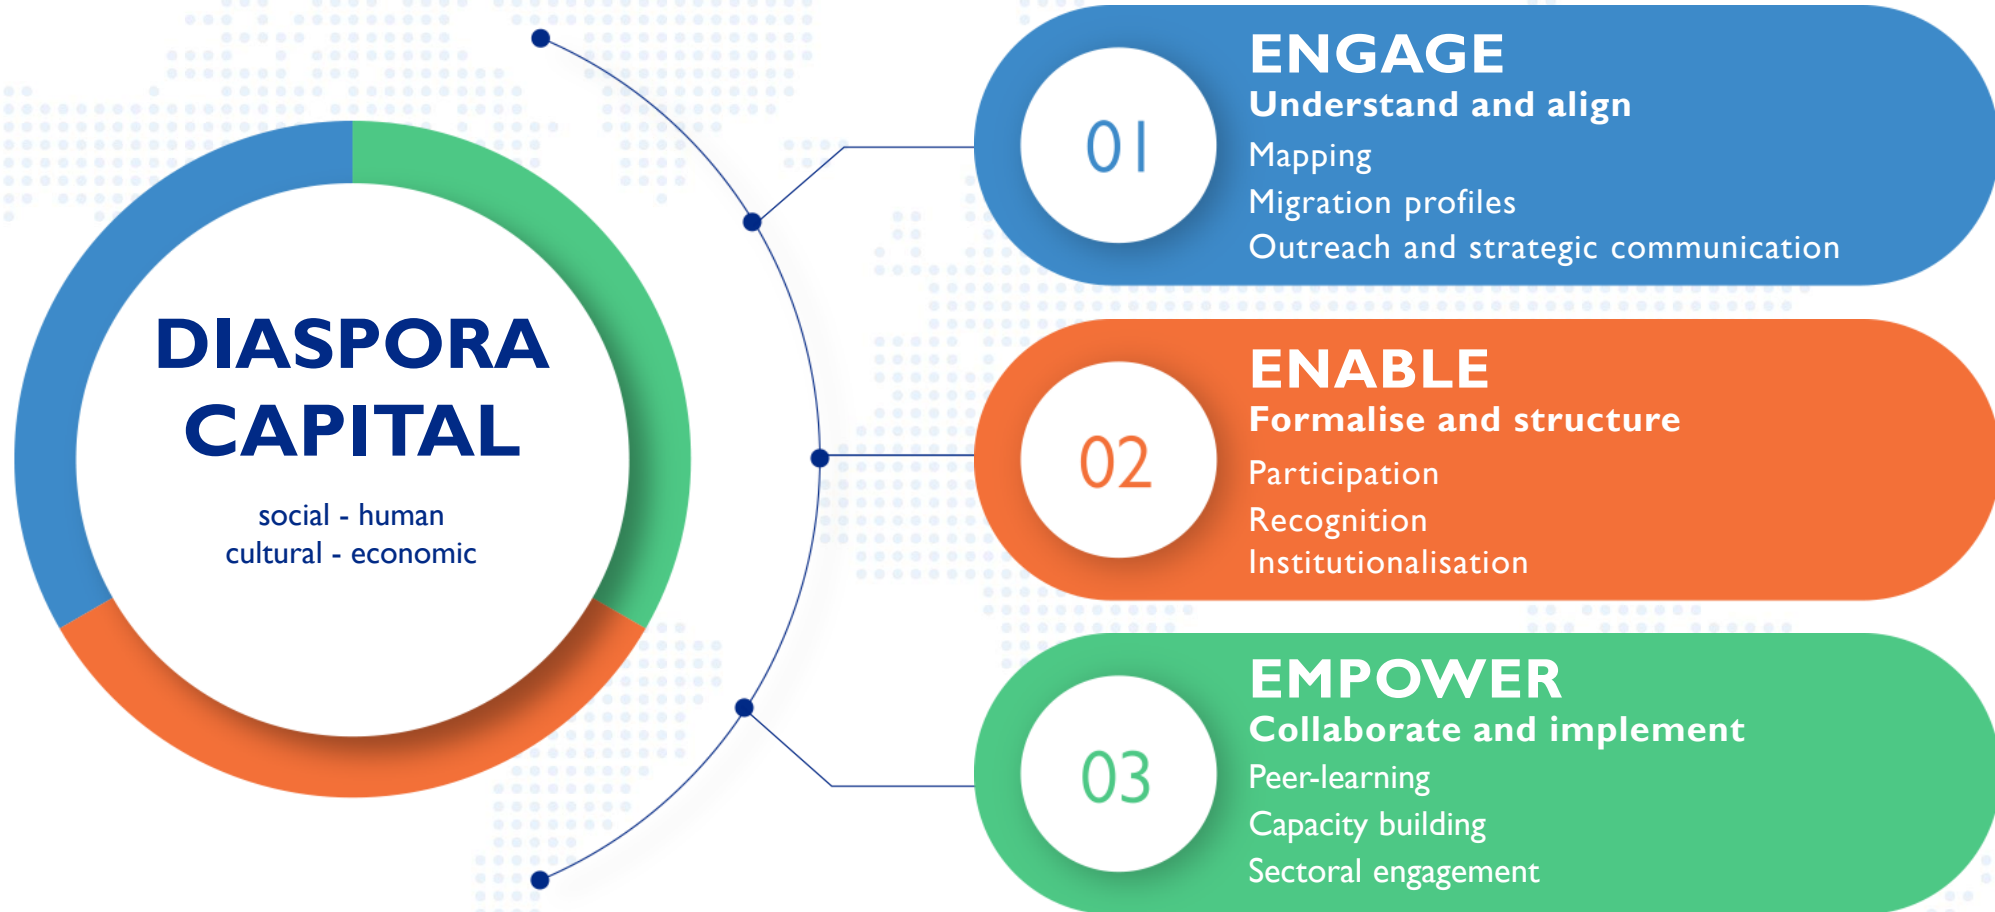 DIASPORA
CAPITAL
social - human
cultural - economic
01
ENGAGE
Understand and align
Mapping
Migration profiles
Outreach and strategic communication
02
ENABLE
Formalise and structure
Participation
Recognition
Institutionalisation
03
EMPOWER
Collaborate and implement
Peer-learning
Capacity building
Sectoral engagement